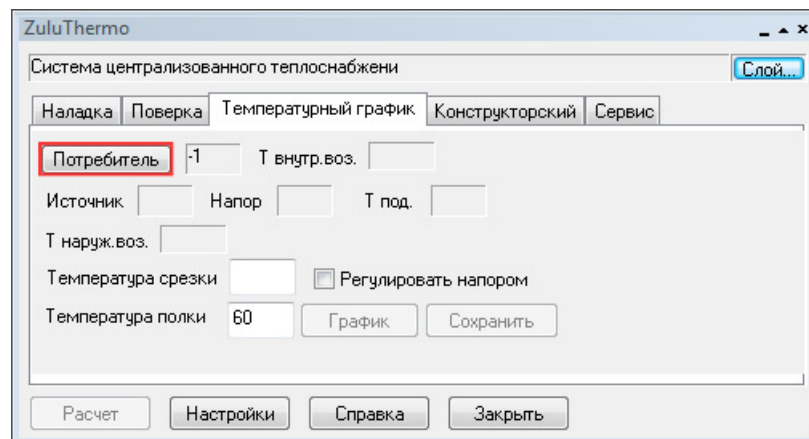 ZuluThermo
Система централизованного теплоснабжени Слой...
Наладка Поверка Температурный график Конструкторский Сервис
Потребитель -1 Т внутр.воз.
Источник Напор Т под.
Т наруж.воз.
Температура срезки Регулировать напором
Температура полки 60 График Сохранить
Расчет Настройки Справка Закрыть